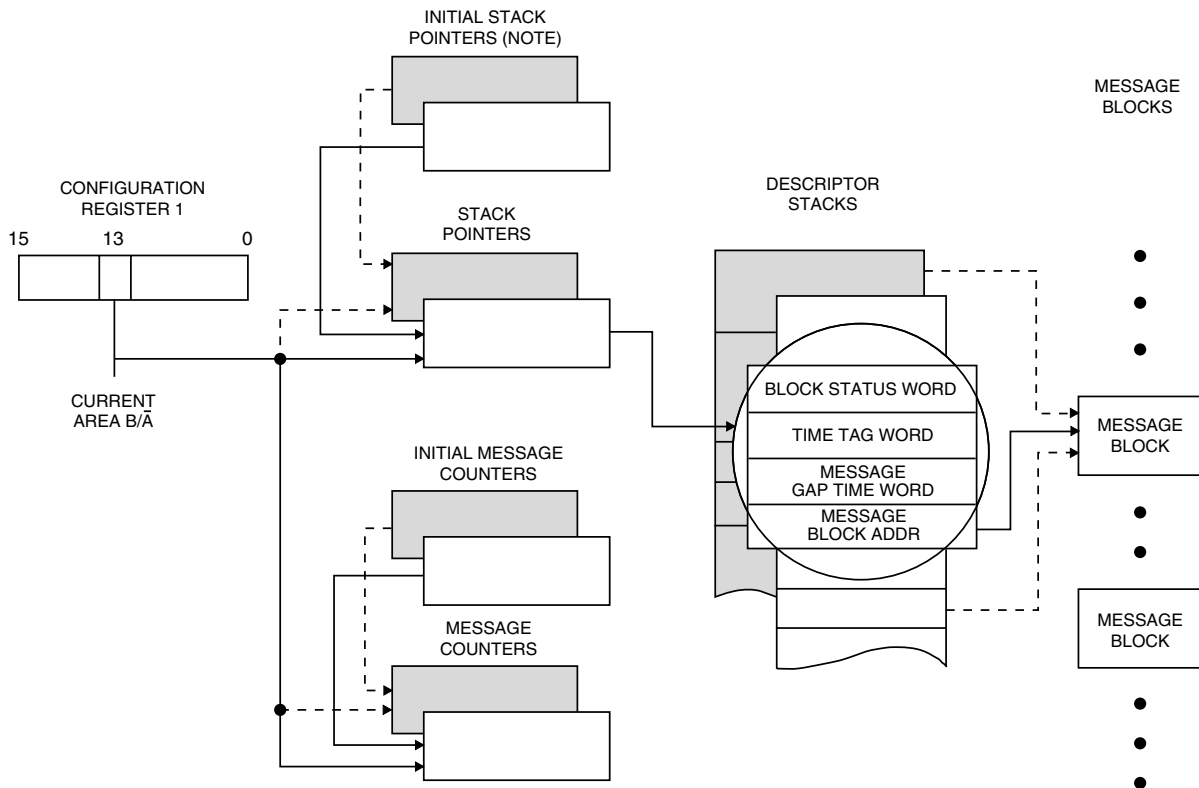 INITIAL STACK
POINTERS (NOTE)
MESSAGE
BLOCKS
CONFIGURATION
REGISTER 1
15 13 0
STACK
POINTERS
DESCRIPTOR
STACKS
CURRENT
AREA B/Ā
BLOCK STATUS WORD
TIME TAG WORD
MESSAGE
GAP TIME WORD
MESSAGE
BLOCK ADDR
MESSAGE
BLOCK
INITIAL MESSAGE
COUNTERS
MESSAGE
COUNTERS
MESSAGE
BLOCK